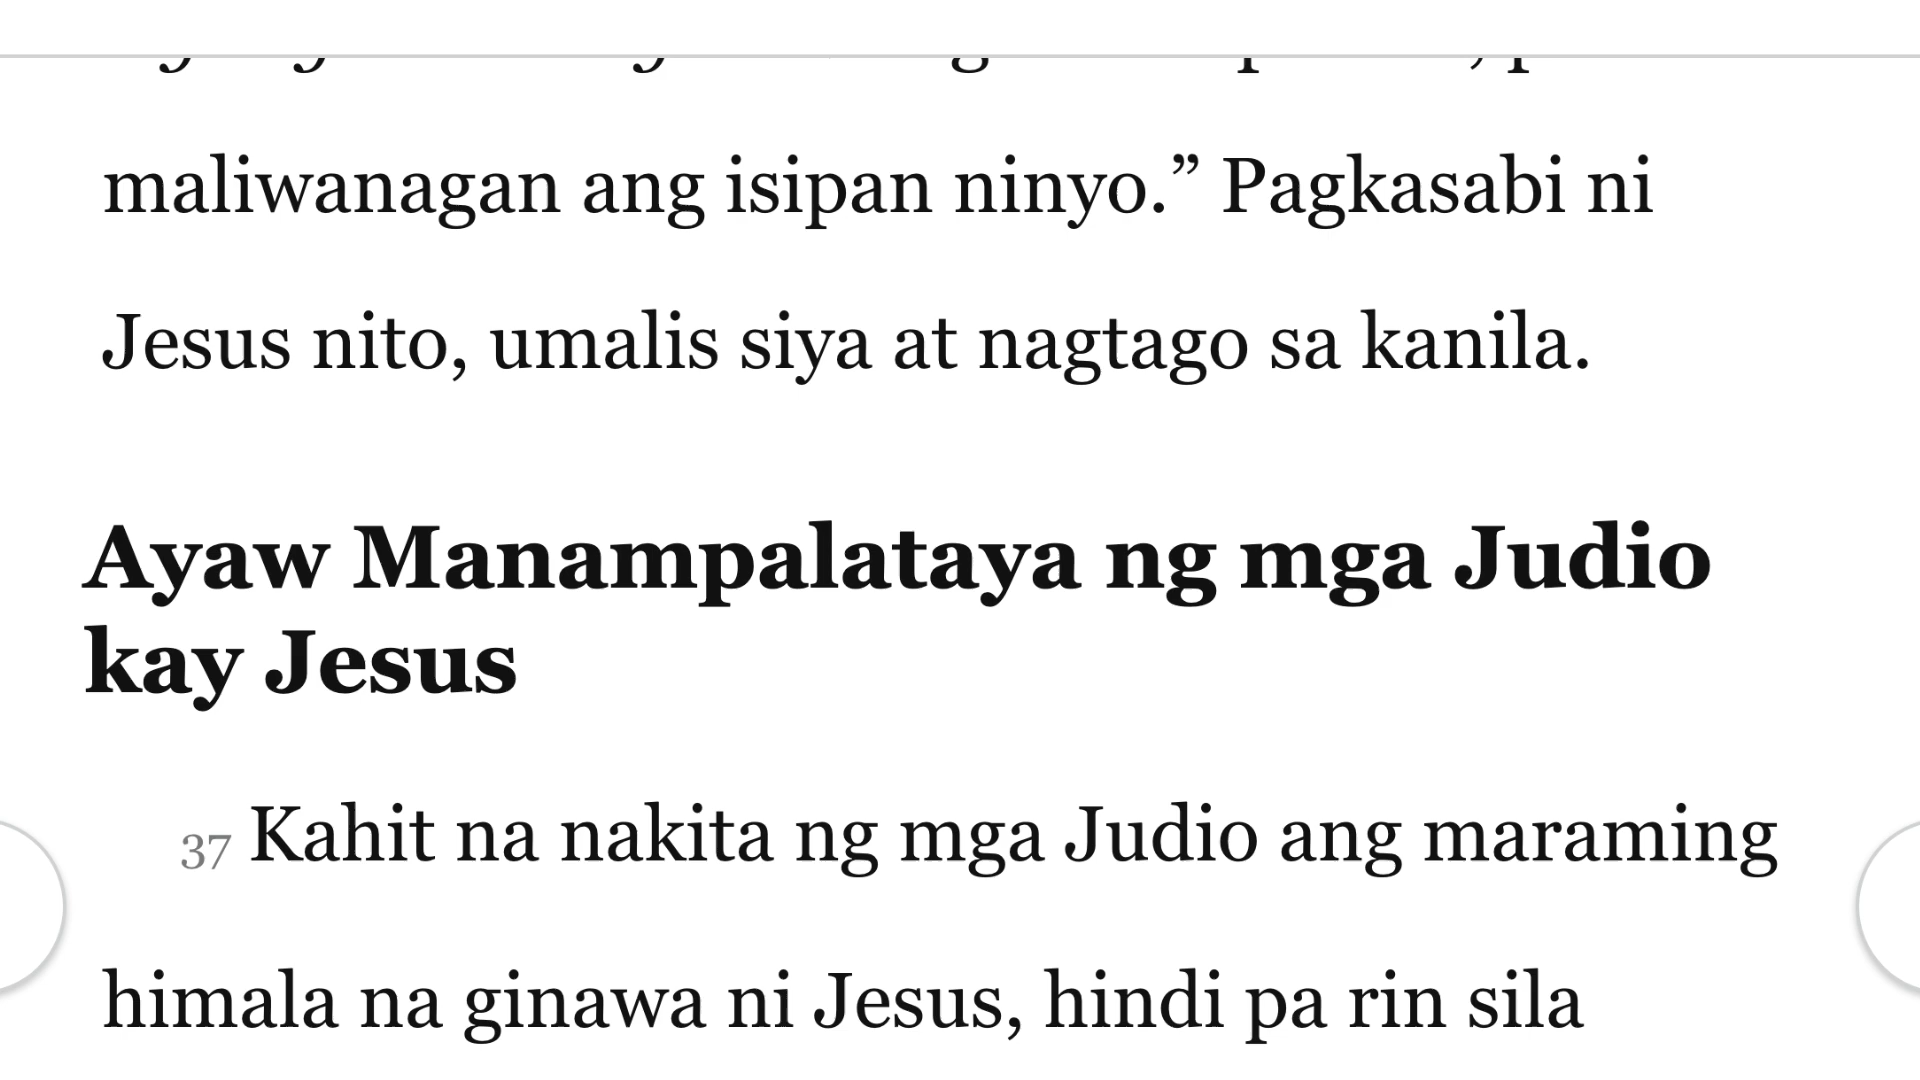 maliwanagan ang isipan ninyo.” Pagkasabi ni
Jesus nito, umalis siya at nagtago sa kanila.
Ayaw Manampalataya ng mga Judio
kay Jesus
37 Kahit na nakita ng mga Judio ang maraming
himala na ginawa ni Jesus, hindi pa rin sila